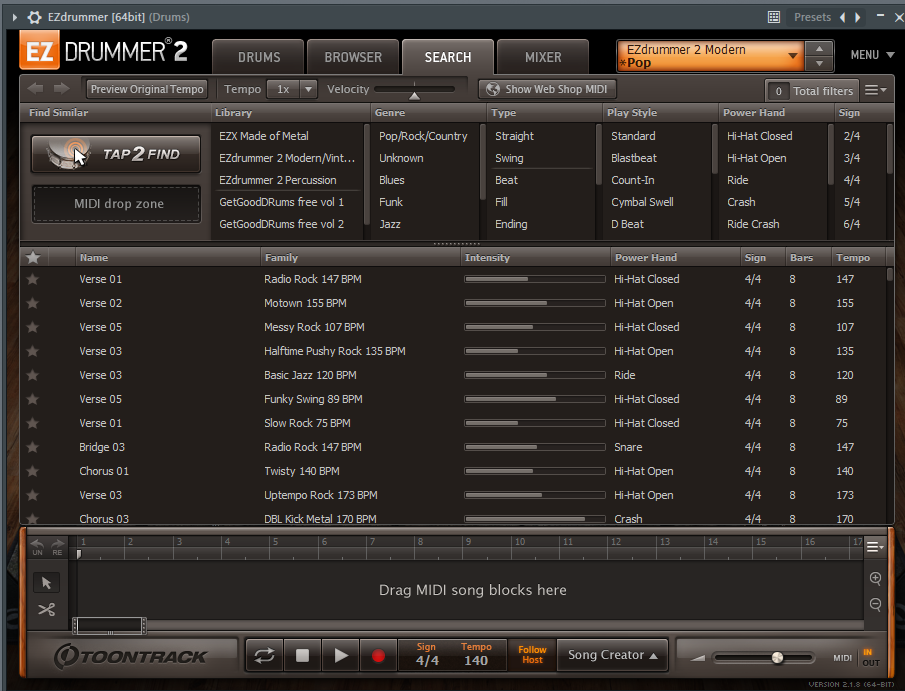 EZdrummer [64bit] (Drums) Presets
EZ DRUMMER® 2 DRUMS BROWSER SEARCH MIXER EZdrummer 2 Modern MENU
*Pop
Preview Original Tempo Tempo 1x Velocity Show Web Shop MIDI 0 Total filters
Find Similar Library Genre Type Play Style Power Hand Sign
TAP2FIND
MIDI drop zone
EZX Made of Metal Pop/Rock/Country Straight Standard Hi-Hat Closed 2/4
EZdrummer 2 Modern/Vint... Unknown Swing Blastbeat Hi-Hat Open 3/4
EZdrummer 2 Percussion Blues Beat Count-In Ride 4/4
GetGoodDRums free vol 1 Funk Fill Cymbal Swell Crash 5/4
GetGoodDRums free vol 2 Jazz Ending D Beat Ride Crash 6/4
Name Family Intensity Power Hand Sign Bars Tempo
Verse 01 Radio Rock 147 BPM Hi-Hat Closed 4/4 8 147
Verse 02 Motown 155 BPM Hi-Hat Open 4/4 8 155
Verse 05 Messy Rock 107 BPM Hi-Hat Closed 4/4 8 107
Verse 03 Halftime Pushy Rock 135 BPM Hi-Hat Open 4/4 8 135
Verse 03 Basic Jazz 120 BPM Ride 4/4 8 120
Verse 05 Funky Swing 89 BPM Hi-Hat Closed 4/4 8 89
Verse 01 Slow Rock 75 BPM Hi-Hat Closed 4/4 8 75
Bridge 03 Radio Rock 147 BPM Snare 4/4 8 147
Chorus 01 Twisty 140 BPM Hi-Hat Open 4/4 8 140
Verse 03 Uptempo Rock 173 BPM Hi-Hat Open 4/4 8 173
Chorus 03 DBL Kick Metal 170 BPM Crash 4/4 8 170
UN RE 1 2 3 4 5 6 7 8 9 10 11 12 13 14 15 16 17
Drag MIDI song blocks here
TOONTRACK Sign 4/4 Tempo 140 Follow Host Song Creator MIDI IN OUT
VERSION 2.1.8 (64-BIT)